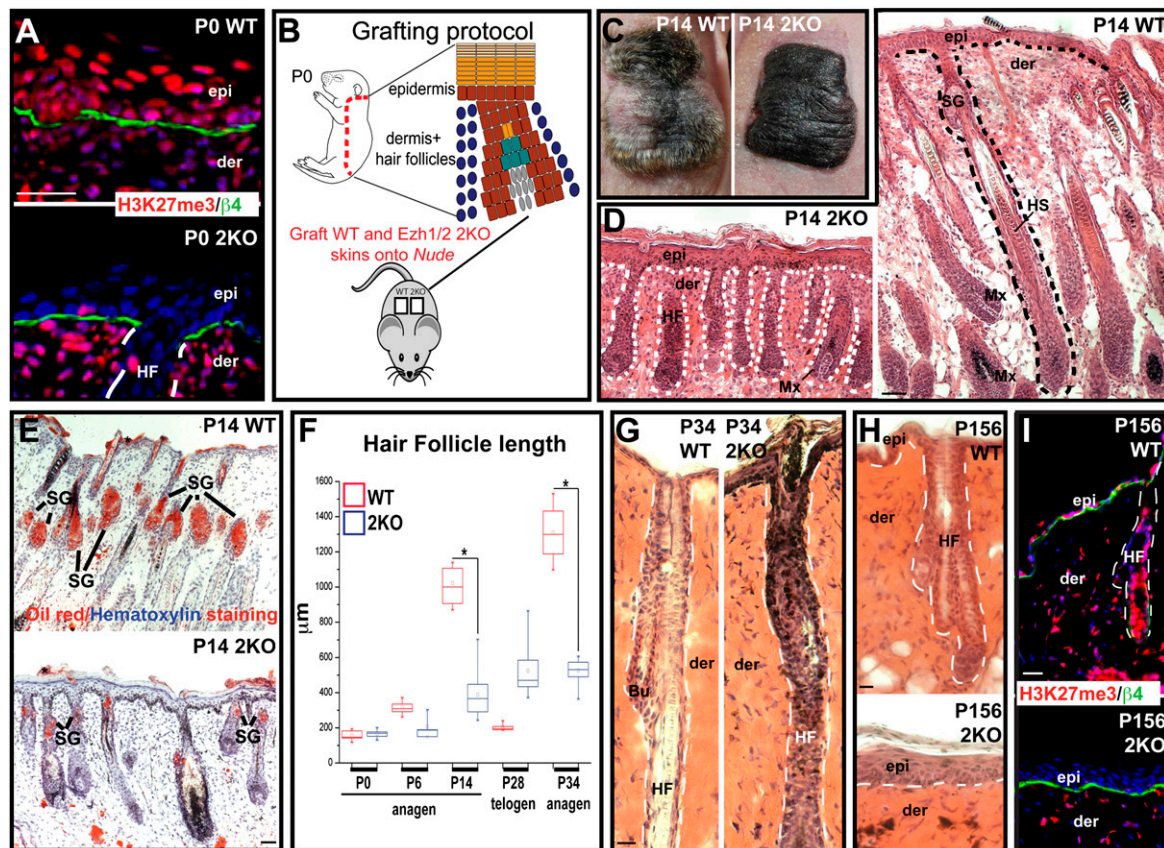 A
P0 WT
epi
der
H3K27me3/β4
P0 2KO
epi
HF
der
B
Grafting protocol
P0
epidermis
dermis+
hair follicles
Graft WT and Ezh1/2 2KO
skins onto Nude
WT 2KO
C
P14 WT
P14 2KO
P14 WT
epi
der
SG
HS
Mx
Mx
D
P14 2KO
epi
der
HF
Mx
E
P14 WT
SG
SG
SG
Oil red/Hematoxylin staining
P14 2KO
SG
SG
F
Hair Follicle length
WT
2KO
*
*
μm
1600
1400
1200
1000
800
600
400
200
0
P0
P6
P14
P28
P34
anagen
telogen
anagen
G
P34
WT
P34
2KO
der
der
Bu
HF
HF
H
epi
P156
WT
der
HF
P156
2KO
epi
der
I
P156
WT
epi
HF
der
H3K27me3/β4
P156
2KO
epi
der